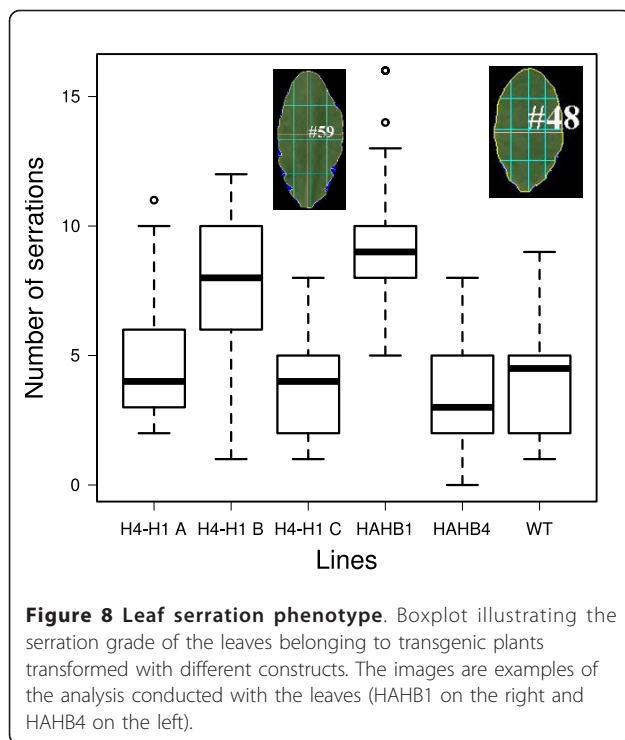 15
10
5
0
Number of serrations
#59
#48
H4-H1 A H4-H1 B H4-H1 C HAHB1 HAHB4 WT
Lines
Figure 8 Leaf serration phenotype. Boxplot illustrating the
serration grade of the leaves belonging to transgenic plants
transformed with different constructs. The images are examples of
the analysis conducted with the leaves (HAHB1 on the right and
HAHB4 on the left).